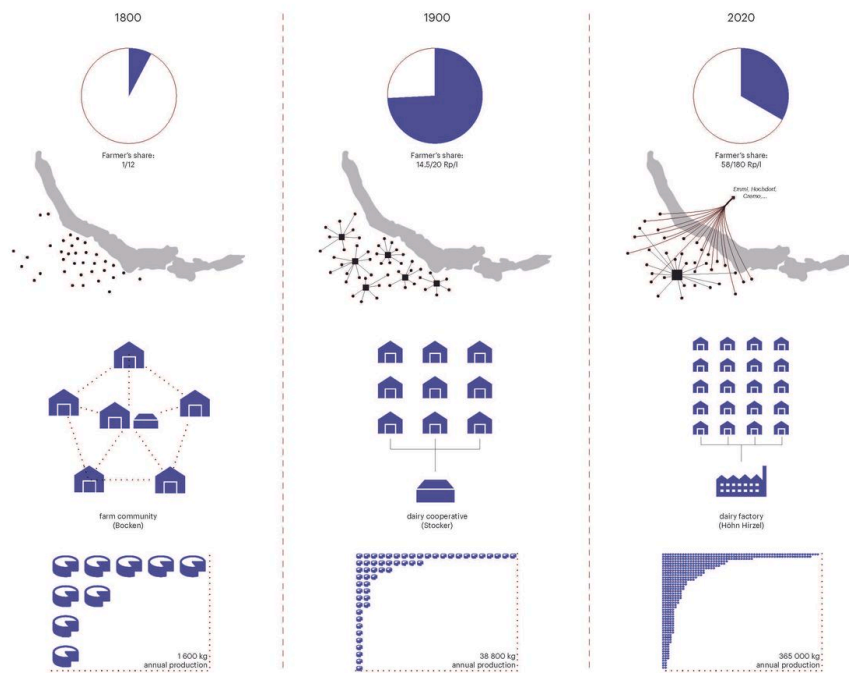 1800
Farmer's share:
1/12
farm community
(Bocken)
1 600 kg
annual production
1900
Farmer's share:
14.5/20 Rp/l
dairy cooperative
(Stocker)
38 800 kg
annual production
2020
Farmer's share:
58/180 Rp/l
Emmi, Hochdorf,
Cremo...
dairy factory
(Höhn Hirzel)
365 000 kg
annual production